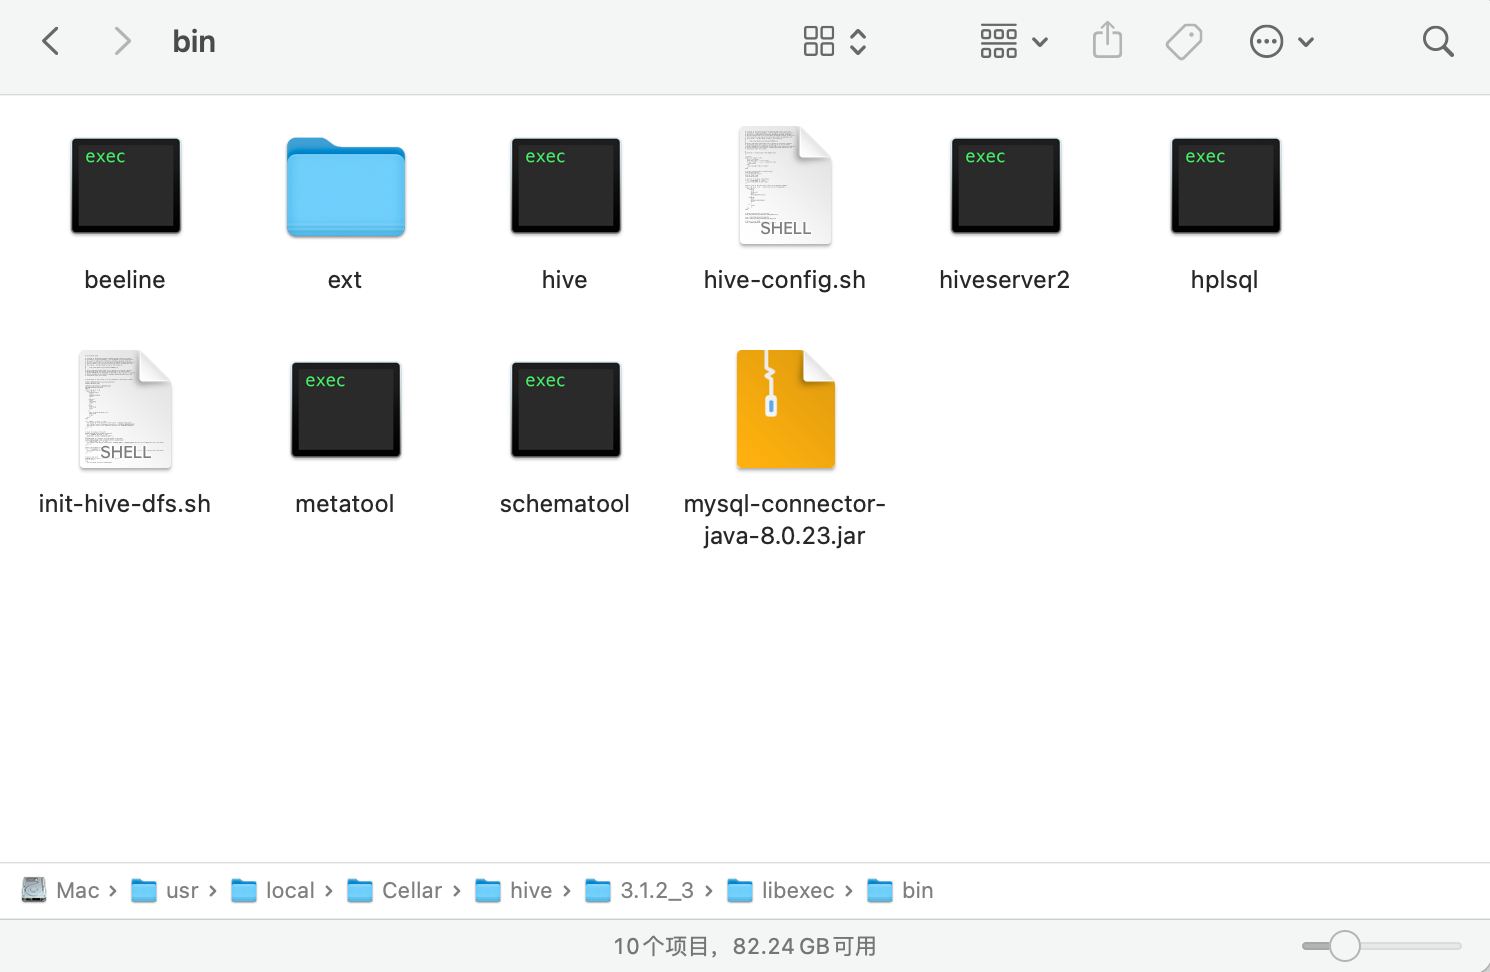 bin
exec
exec
SHELL
exec
exec
beeline
ext
hive
hive-config.sh
hiveserver2
hplsql
SHELL
exec
exec
init-hive-dfs.sh
metatool
schematool
mysql-connector-
java-8.0.23.jar
Mac › usr › local › Cellar › hive › 3.1.2_3 › libexec › bin
10个项目，82.24 GB可用